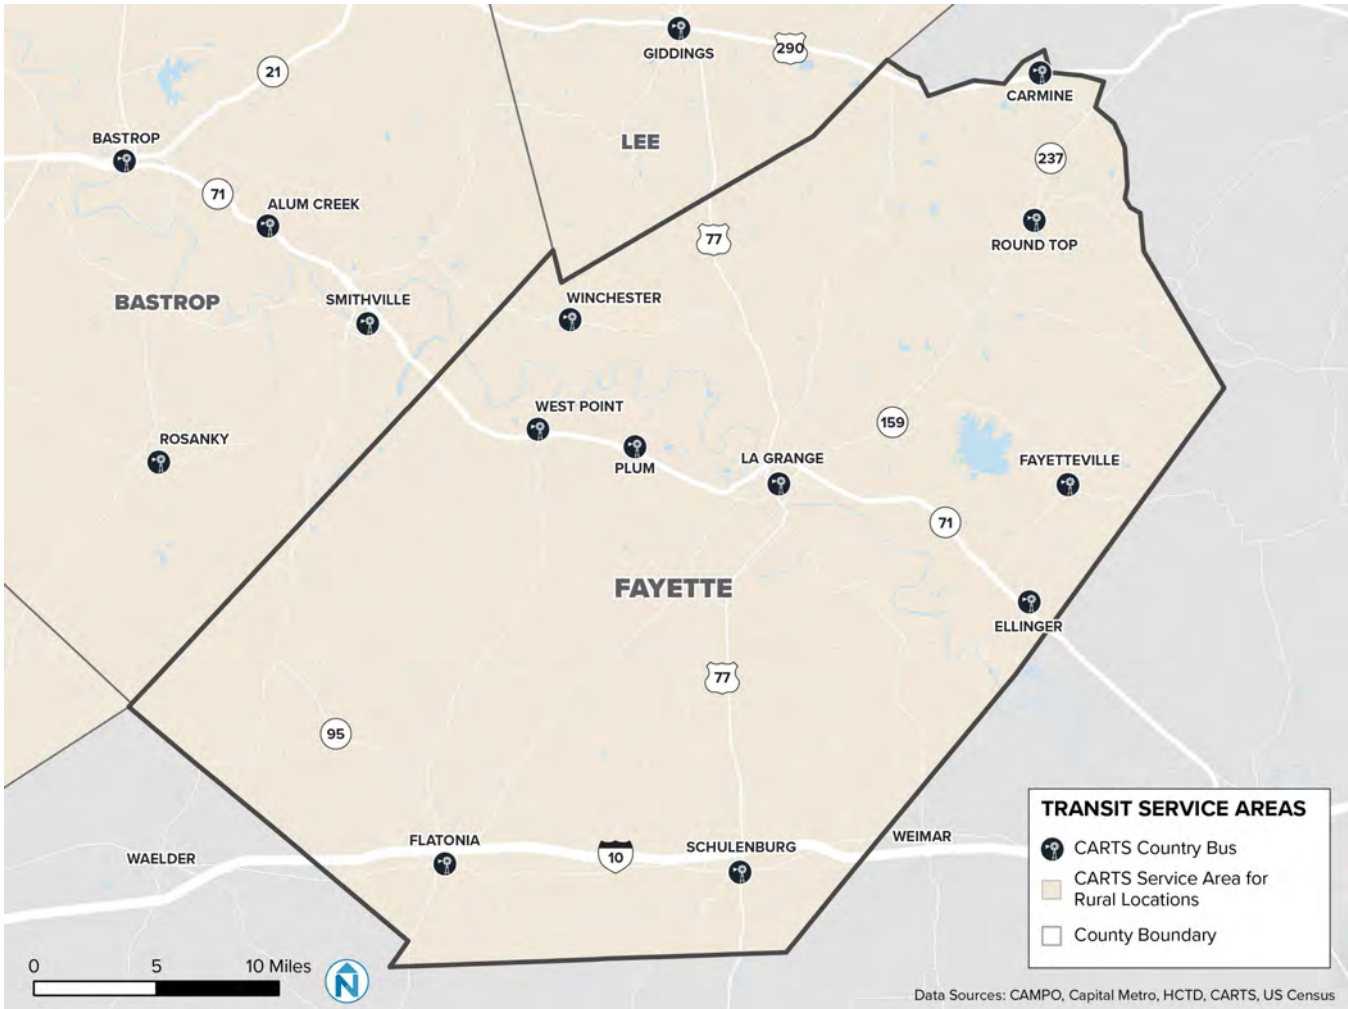 GIDDINGS
290
21
CARMINE
BASTROP
LEE
237
71
ALUM CREEK
77
ROUND TOP
BASTROP
SMITHVILLE
WINCHESTER
WEST POINT
159
ROSANKY
PLUM
LA GRANGE
FAYETTEVILLE
71
FAYETTE
ELLINGER
77
95
FLATONIA
WAELDER
10
SCHULENBURG
WEIMAR
TRANSIT SERVICE AREAS
CARTS Country Bus
CARTS Service Area for
Rural Locations
County Boundary
0 5 10 Miles
N
Data Sources: CAMPO, Capital Metro, HCTD, CARTS, US Census